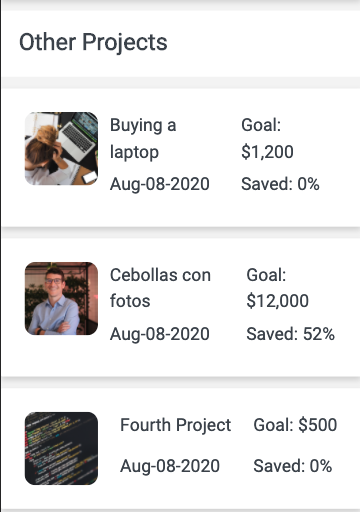 Other Projects
Buying a
laptop
Aug-08-2020
Goal:
$1,200
Saved: 0%
Cebollas con
fotos
Aug-08-2020
Goal:
$12,000
Saved: 52%
Fourth Project
Aug-08-2020
Goal: $500
Saved: 0%